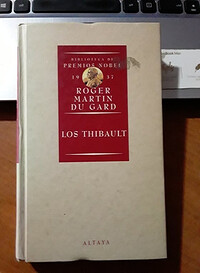 BIBLIOTECA DE
PREMIOS NOBEL
19 37
ROGER
MARTIN
DU GARD
LOS THIBAULT
ALTAYA